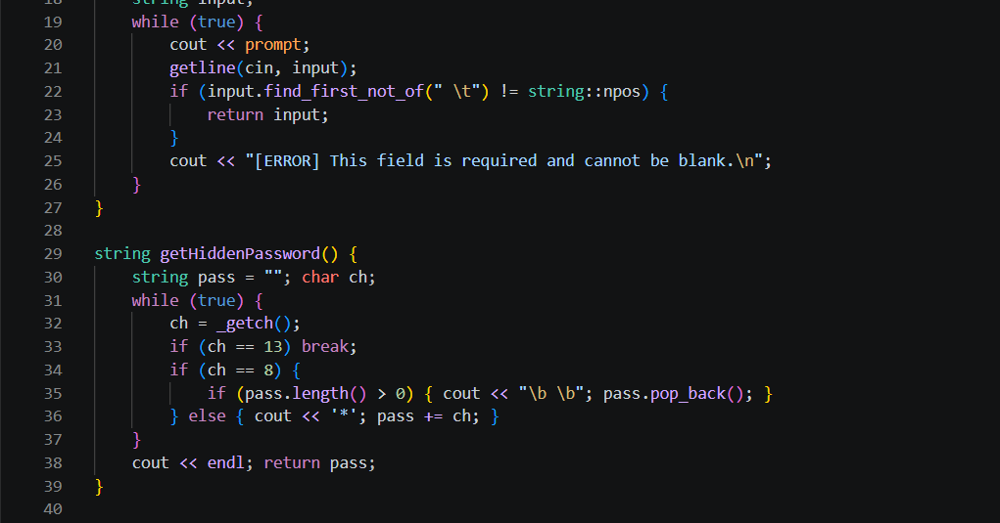 18 string input;
19 while (true) {
20 cout << prompt;
21 getline(cin, input);
22 if (input.find_first_not_of(" \t") != string::npos) {
23 return input;
24 }
25 cout << "[ERROR] This field is required and cannot be blank.\n";
26 }
27 }
28
29 string getHiddenPassword() {
30 string pass = ""; char ch;
31 while (true) {
32 ch = _getch();
33 if (ch == 13) break;
34 if (ch == 8) {
35 if (pass.length() > 0) { cout << "\b \b"; pass.pop_back(); }
36 } else { cout << '*'; pass += ch; }
37 }
38 cout << endl; return pass;
39 }
40